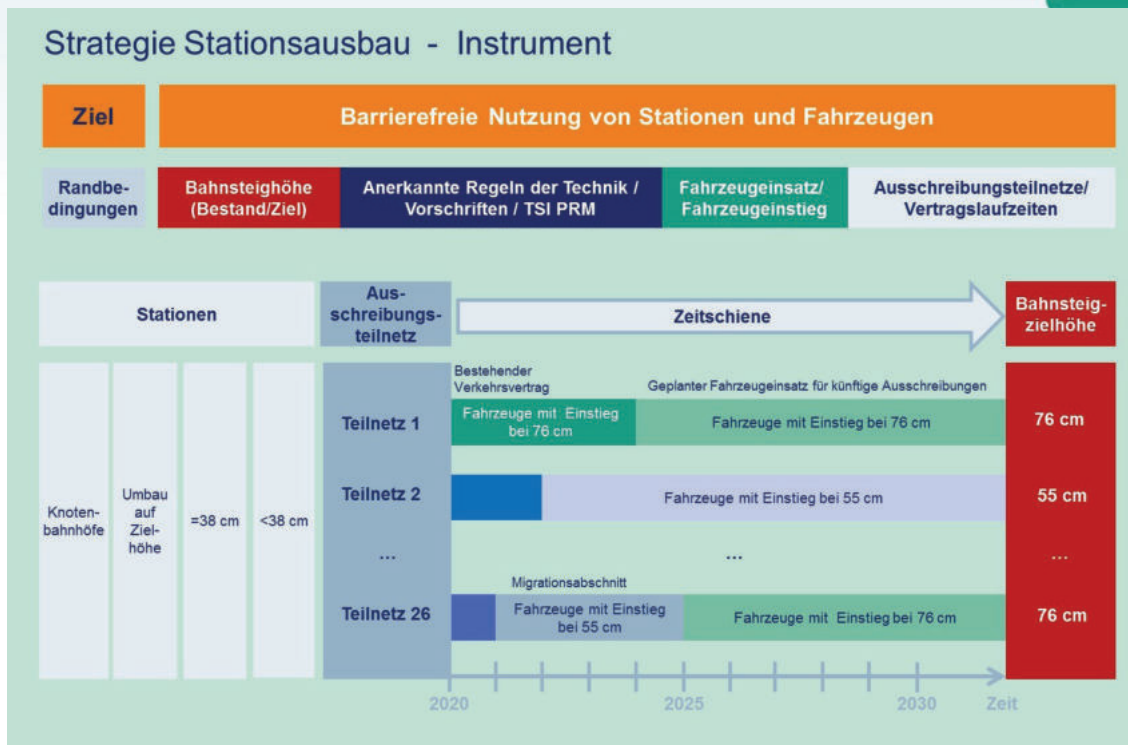 Strategie Stationsausbau - Instrument
Ziel
Barrierefreie Nutzung von Stationen und Fahrzeugen
Randbe-
dingungen
Bahnsteighöhe
(Bestand/Ziel)
Anerkannte Regeln der Technik /
Vorschriften / TSI PRM
Fahrzeugeinsatz/
Fahrzeugeinstieg
Ausschreibungsteilnetze/
Vertragslaufzeiten
Stationen
Aus-
schreibungs-
teilnetz
Zeitschiene
Bahnsteig-
zielhöhe
Knoten-
bahnhöfe
Umbau
auf
Ziel-
höhe
=38 cm
<38 cm
Bestehender
Verkehrsvertrag
Geplanter Fahrzeugeinsatz für künftige Ausschreibungen
Teilnetz 1
Fahrzeuge mit Einstieg
bei 76 cm
Fahrzeuge mit Einstieg bei 76 cm
76 cm
Teilnetz 2
Fahrzeuge mit Einstieg bei 55 cm
55 cm
...
...
...
Migrationsabschnitt
Teilnetz 26
Fahrzeuge mit Einstieg
bei 55 cm
Fahrzeuge mit Einstieg bei 76 cm
76 cm
2020
2025
2030
Zeit